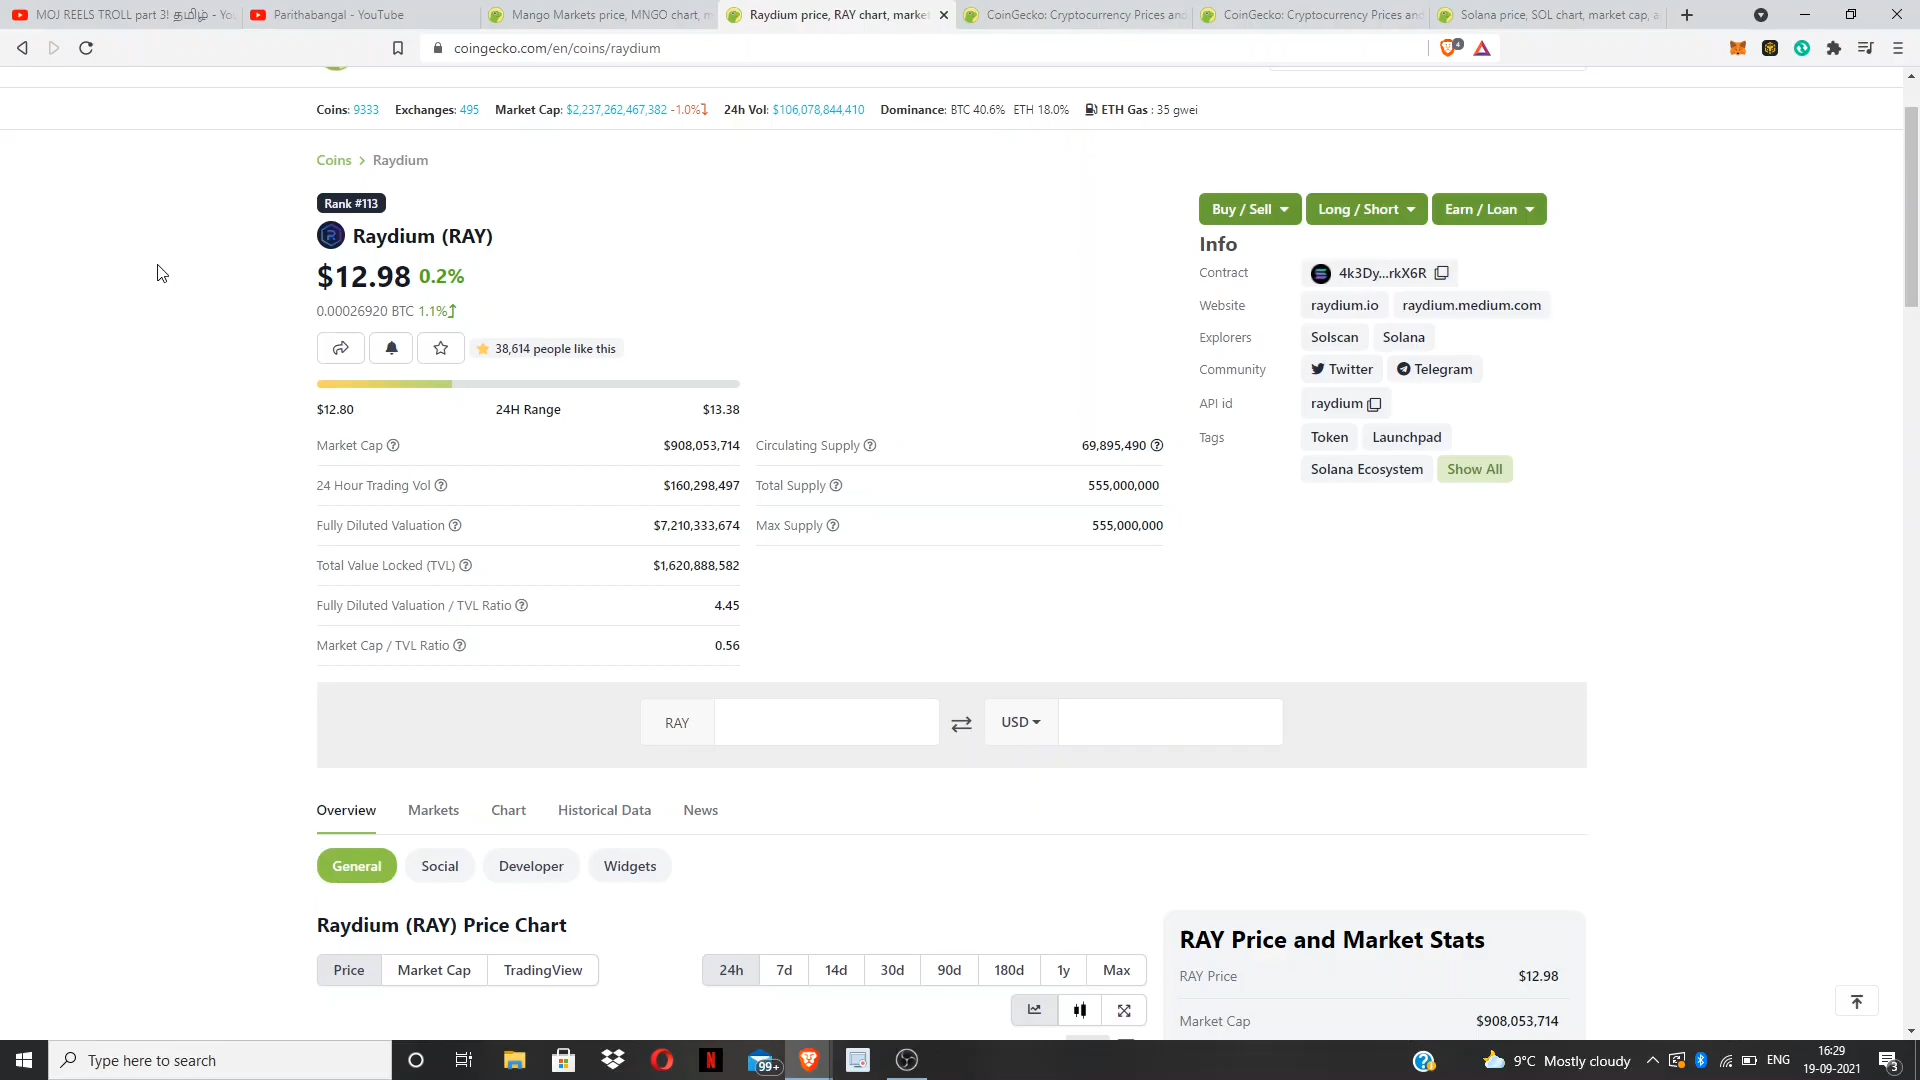 MOJ REELS TROLL part 3! தமிழ் - Yo
Parithabangal - YouTube
Mango Markets price, MNGO chart, m
Raydium price, RAY chart, market
CoinGecko: Cryptocurrency Prices and
CoinGecko: Cryptocurrency Prices and
Solana price, SOL chart, market cap, a
coingecko.com/en/coins/raydium
4
Coins: 9333 Exchanges: 495 Market Cap: $2,237,262,467,382 -1.0% 24h Vol: $106,078,844,410 Dominance: BTC 40.6% ETH 18.0% ETH Gas : 35 gwei
Coins > Raydium
Rank #113
Raydium (RAY)
$12.98 0.2%
0.00026920 BTC 1.1%
38,614 people like this
$12.80 24H Range $13.38
Market Cap $908,053,714
24 Hour Trading Vol $160,298,497
Fully Diluted Valuation $7,210,333,674
Total Value Locked (TVL) $1,620,888,582
Fully Diluted Valuation / TVL Ratio 4.45
Market Cap / TVL Ratio 0.56
Circulating Supply 69,895,490
Total Supply 555,000,000
Max Supply 555,000,000
Buy / Sell Long / Short Earn / Loan
Info
Contract 4k3Dy...rkX6R
Website raydium.io raydium.medium.com
Explorers Solscan Solana
Community Twitter Telegram
API id raydium
Tags Token Launchpad
Solana Ecosystem Show All
RAY USD
Overview Markets Chart Historical Data News
General Social Developer Widgets
Raydium (RAY) Price Chart
Price Market Cap TradingView
24h 7d 14d 30d 90d 180d 1y Max
RAY Price and Market Stats
RAY Price $12.98
Market Cap $908,053,714
Type here to search
N
99+
9°C Mostly cloudy
ENG
16:29
19-09-2021
3